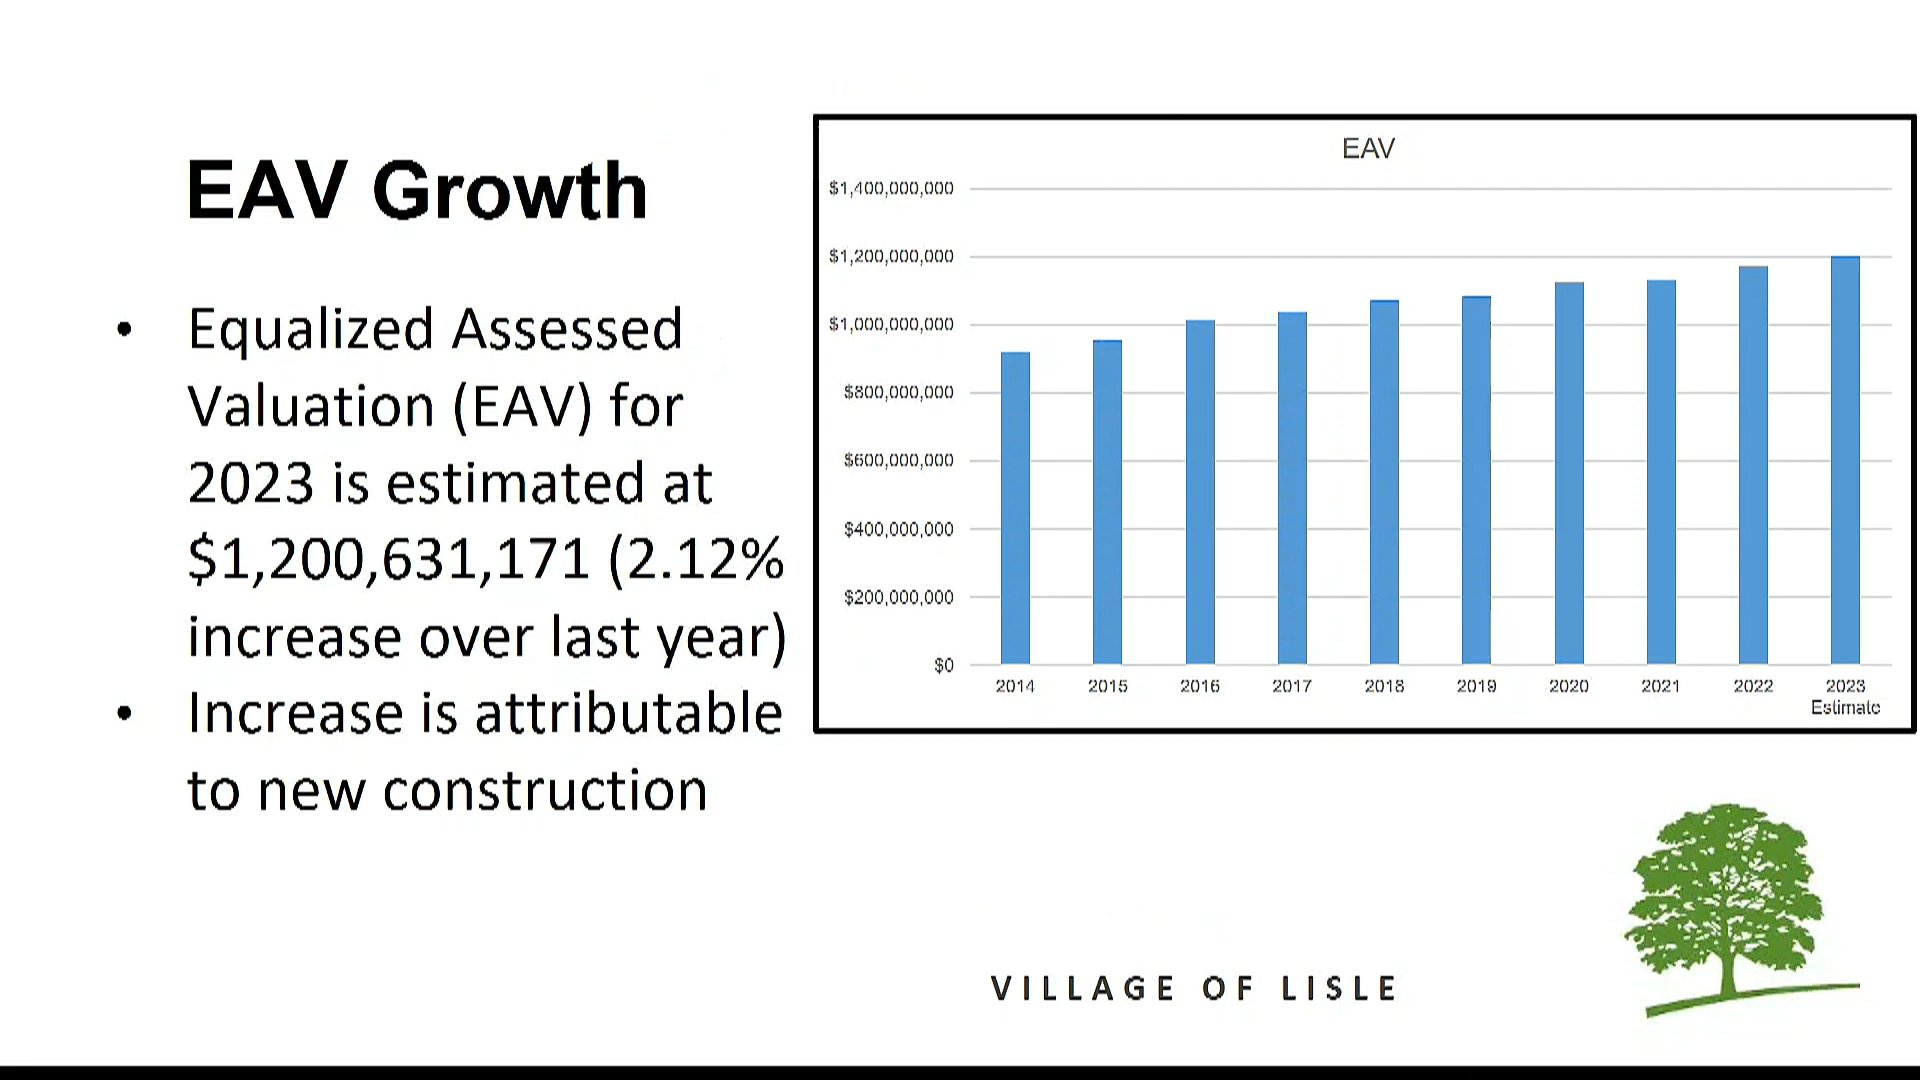 EAV Growth
• Equalized Assessed
Valuation (EAV) for
2023 is estimated at
$1,200,631,171 (2.12%
increase over last year)
• Increase is attributable
to new construction
EAV
$1,400,000,000
$1,200,000,000
$1,000,000,000
$800,000,000
$600,000,000
$400,000,000
$200,000,000
$0
2014 2015 2016 2017 2018 2019 2020 2021 2022 2023
Estimate
VILLAGE OF LISLE